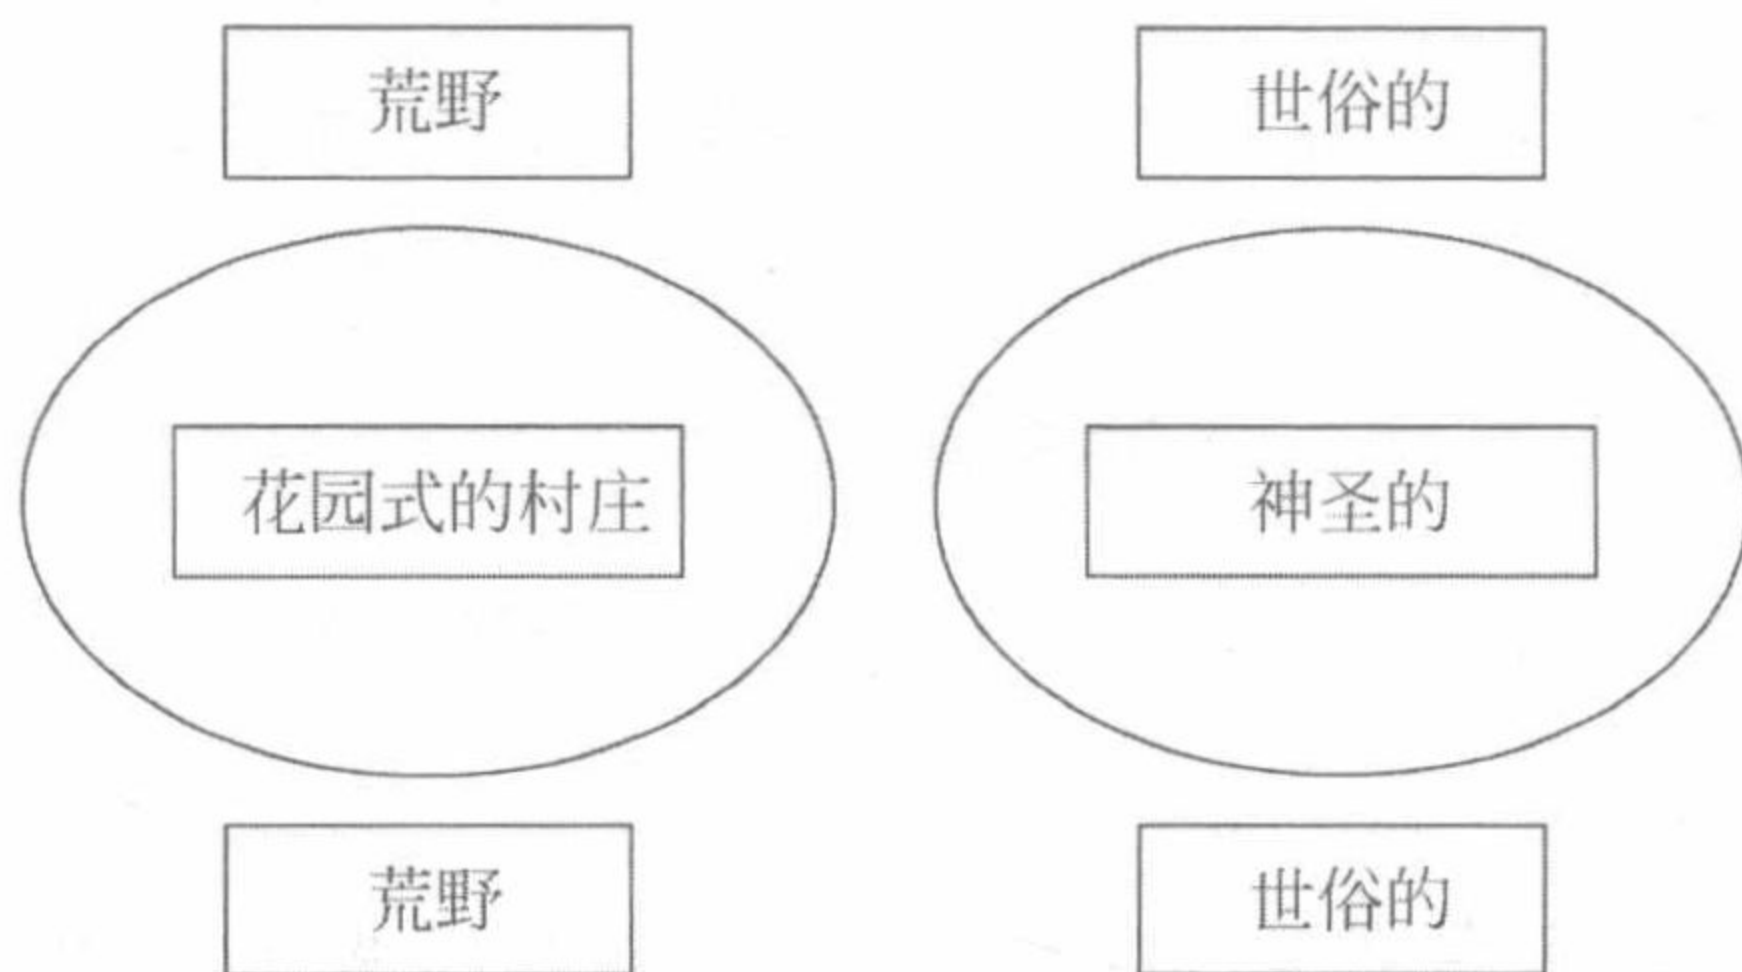 荒野
世俗的
花园式的村庄
神圣的
荒野
世俗的